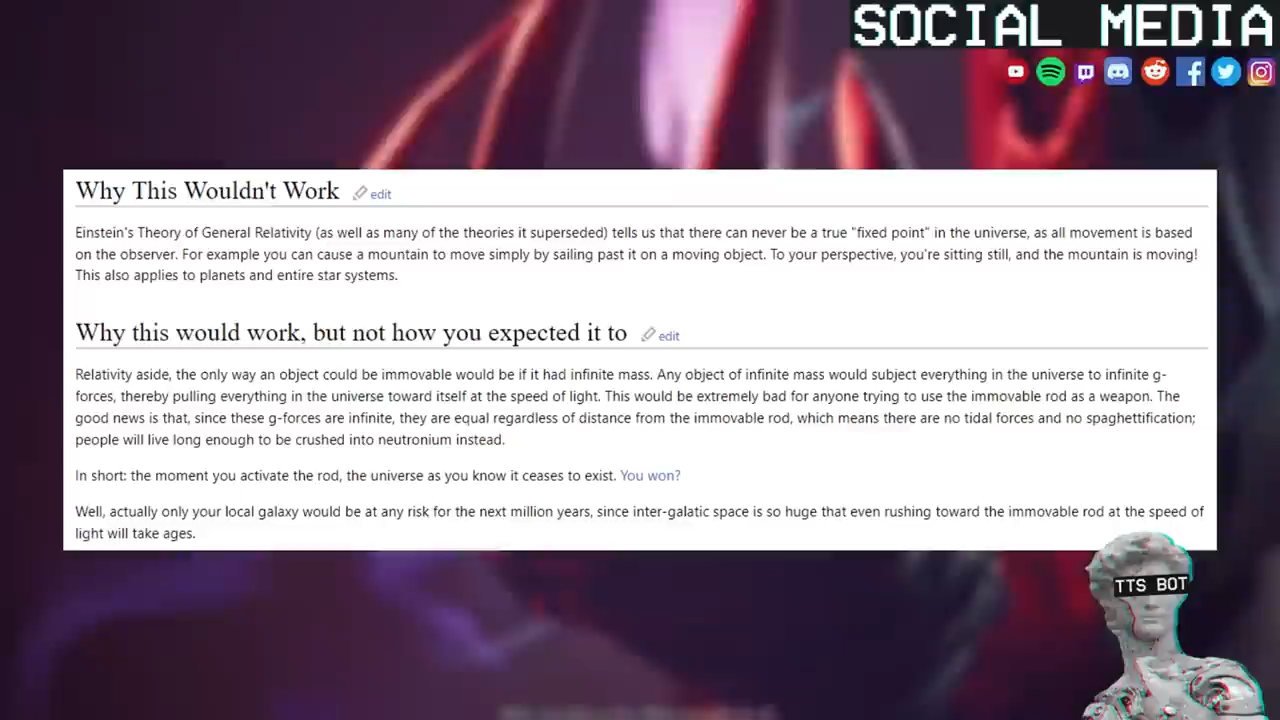 SOCIAL MEDIA
Why This Wouldn't Work edit
Einstein's Theory of General Relativity (as well as many of the theories it superseded) tells us that there can never be a true "fixed point" in the universe, as all movement is based
on the observer. For example you can cause a mountain to move simply by sailing past it on a moving object. To your perspective, you're sitting still, and the mountain is moving!
This also applies to planets and entire star systems.
Why this would work, but not how you expected it to edit
Relativity aside, the only way an object could be immovable would be if it had infinite mass. Any object of infinite mass would subject everything in the universe to infinite g-
forces, thereby pulling everything in the universe toward itself at the speed of light. This would be extremely bad for anyone trying to use the immovable rod as a weapon. The
good news is that, since these g-forces are infinite, they are equal regardless of distance from the immovable rod, which means there are no tidal forces and no spaghettification;
people will live long enough to be crushed into neutronium instead.
In short: the moment you activate the rod, the universe as you know it ceases to exist. You won?
Well, actually only your local galaxy would be at any risk for the next million years, since inter-galatic space is so huge that even rushing toward the immovable rod at the speed of
light will take ages.
TTS BOT